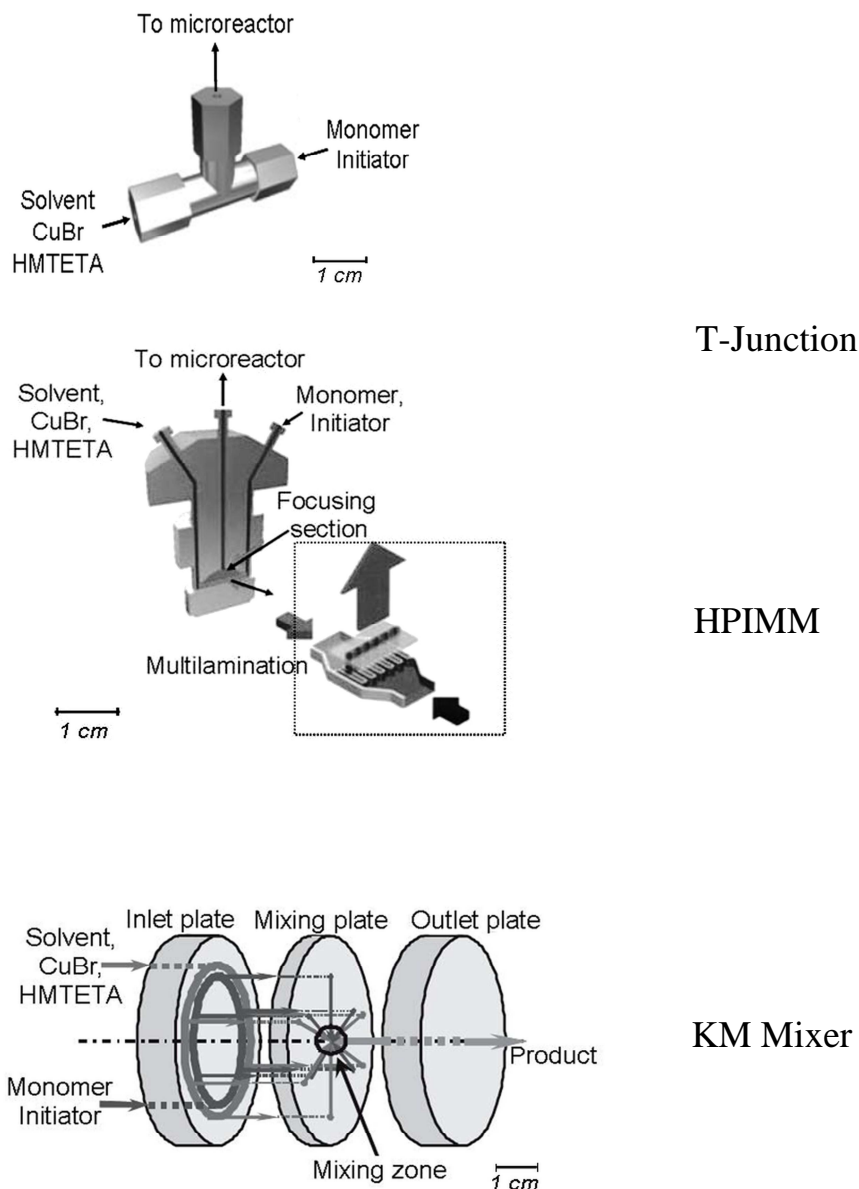 To microreactor
Monomer
Initiator
Solvent
CuBr
HMTETA
1 cm
T-Junction
To microreactor
Solvent,
CuBr,
HMTETA
Monomer,
Initiator
Focusing
section
Multilamination
1 cm
HPIMM
Inlet plate Mixing plate Outlet plate
Solvent,
CuBr,
HMTETA
Monomer
Initiator
Product
Mixing zone
1 cm
KM Mixer